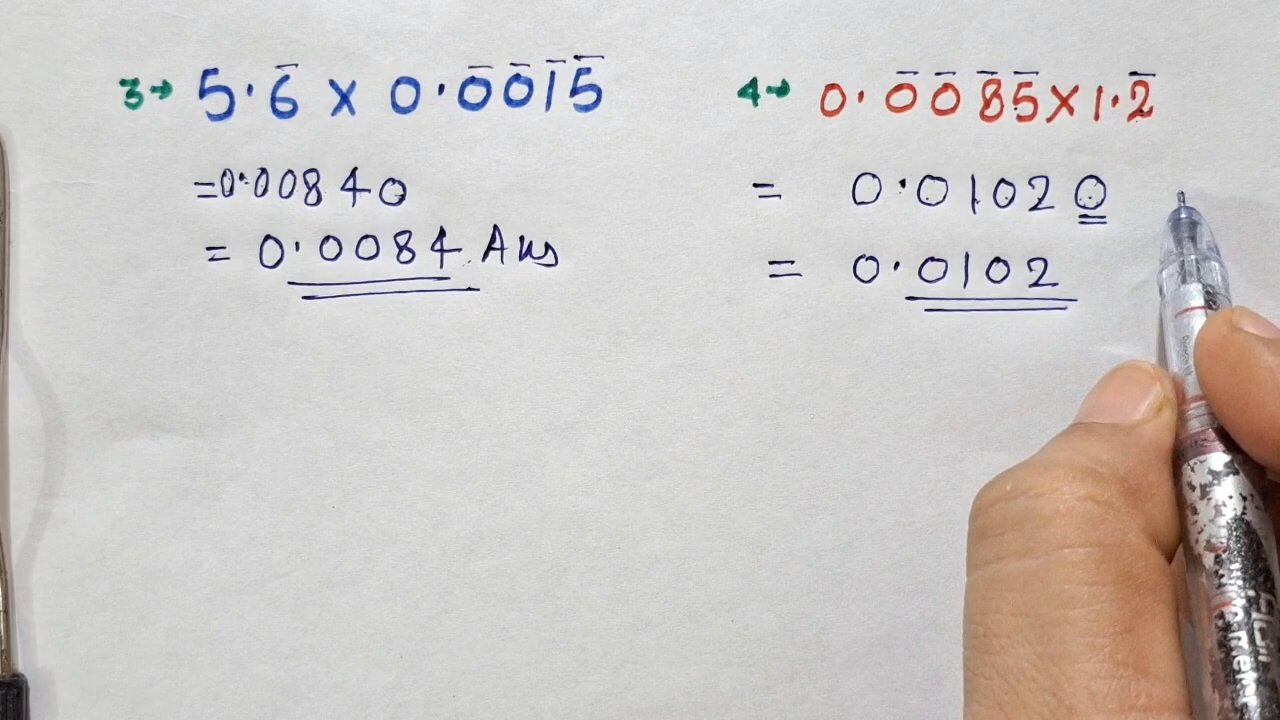 3→ 5.6 x 0.0015
=0.00840
= 0.0084 Ans
4→ 0.0085x1.2
= 0.01020
= 0.0102